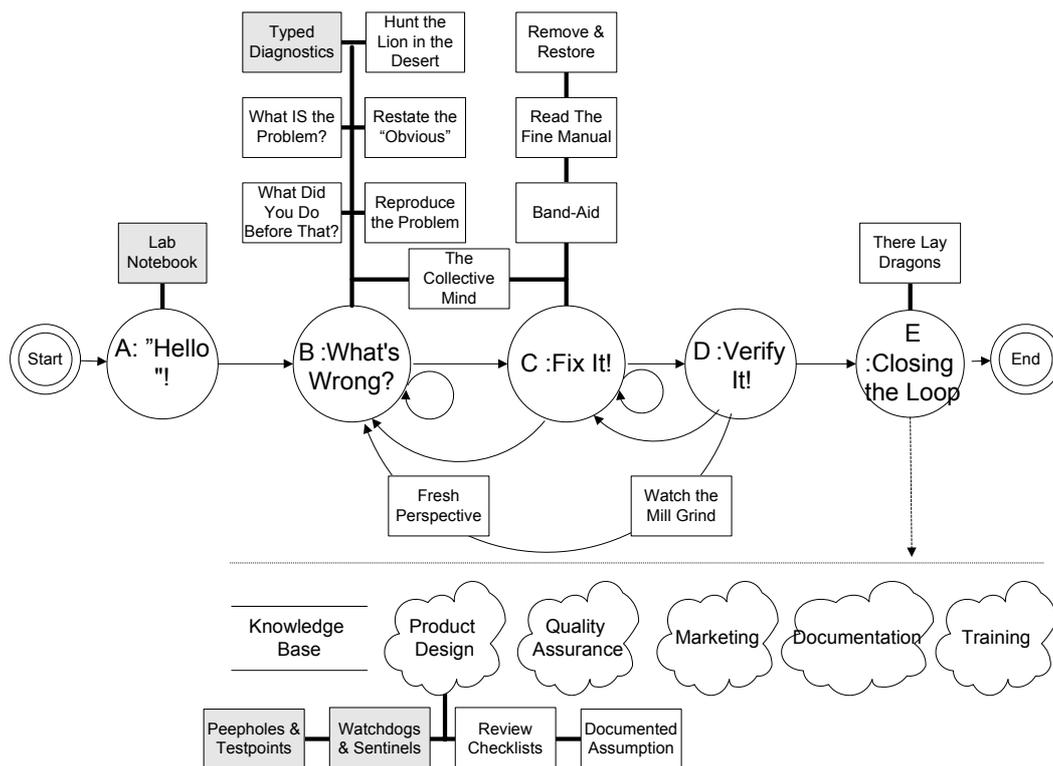 Typed
Diagnostics
Hunt the
Lion in the
Desert
Remove &
Restore
What IS the
Problem?
Restate the
“Obvious”
Read The
Fine Manual
What Did
You Do
Before That?
Reproduce
the Problem
Band-Aid
Lab
Notebook
The
Collective
Mind
There Lay
Dragons
Start
A: ”Hello
"!
B :What's
Wrong?
C :Fix It!
D :Verify
It!
E
:Closing
the Loop
End
Fresh
Perspective
Watch the
Mill Grind
Knowledge
Base
Product
Design
Quality
Assurance
Marketing
Documentation
Training
Peepholes &
Testpoints
Watchdogs
& Sentinels
Review
Checklists
Documented
Assumption